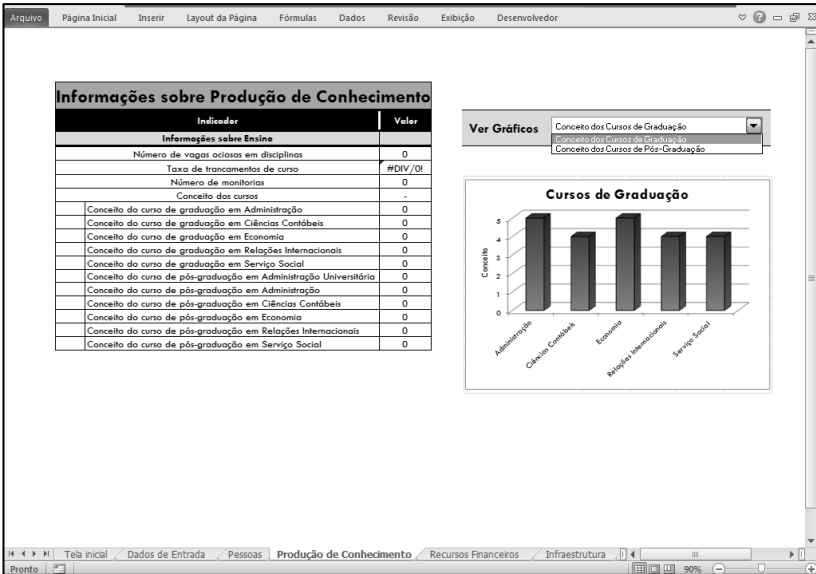 Arquivo Página Inicial Inserir Layout da Página Fórmulas Dados Revisão Exibição Desenvolvedor
Informações sobre Produção de Conhecimento
Indicador Valor
Informações sobre Ensino
Número de vagas ociosas em disciplinas 0
Taxa de trancamentos de curso #DIV/0!
Número de monitorias 0
Conceito dos cursos -
Conceito do curso de graduação em Administração 0
Conceito do curso de graduação em Ciências Contábeis 0
Conceito do curso de graduação em Economia 0
Conceito do curso de graduação em Relações Internacionais 0
Conceito do curso de graduação em Serviço Social 0
Conceito do curso de pós-graduação em Administração Universitária 0
Conceito do curso de pós-graduação em Administração 0
Conceito do curso de pós-graduação em Ciências Contábeis 0
Conceito do curso de pós-graduação em Economia 0
Conceito do curso de pós-graduação em Relações Internacionais 0
Conceito do curso de pós-graduação em Serviço Social 0
Ver Gráficos Conceito dos Cursos de Graduação
Conceito dos Cursos de Graduação
Conceito dos Cursos de Pós-Graduação
Cursos de Graduação
Conceito
5
4
3
2
1
0
Administração
Ciências Contábeis
Economia
Relações Internacionais
Serviço Social
Tela inicial Dados de Entrada Pessoas Produção de Conhecimento Recursos Financeiros Infraestrutura
Pronto 90%